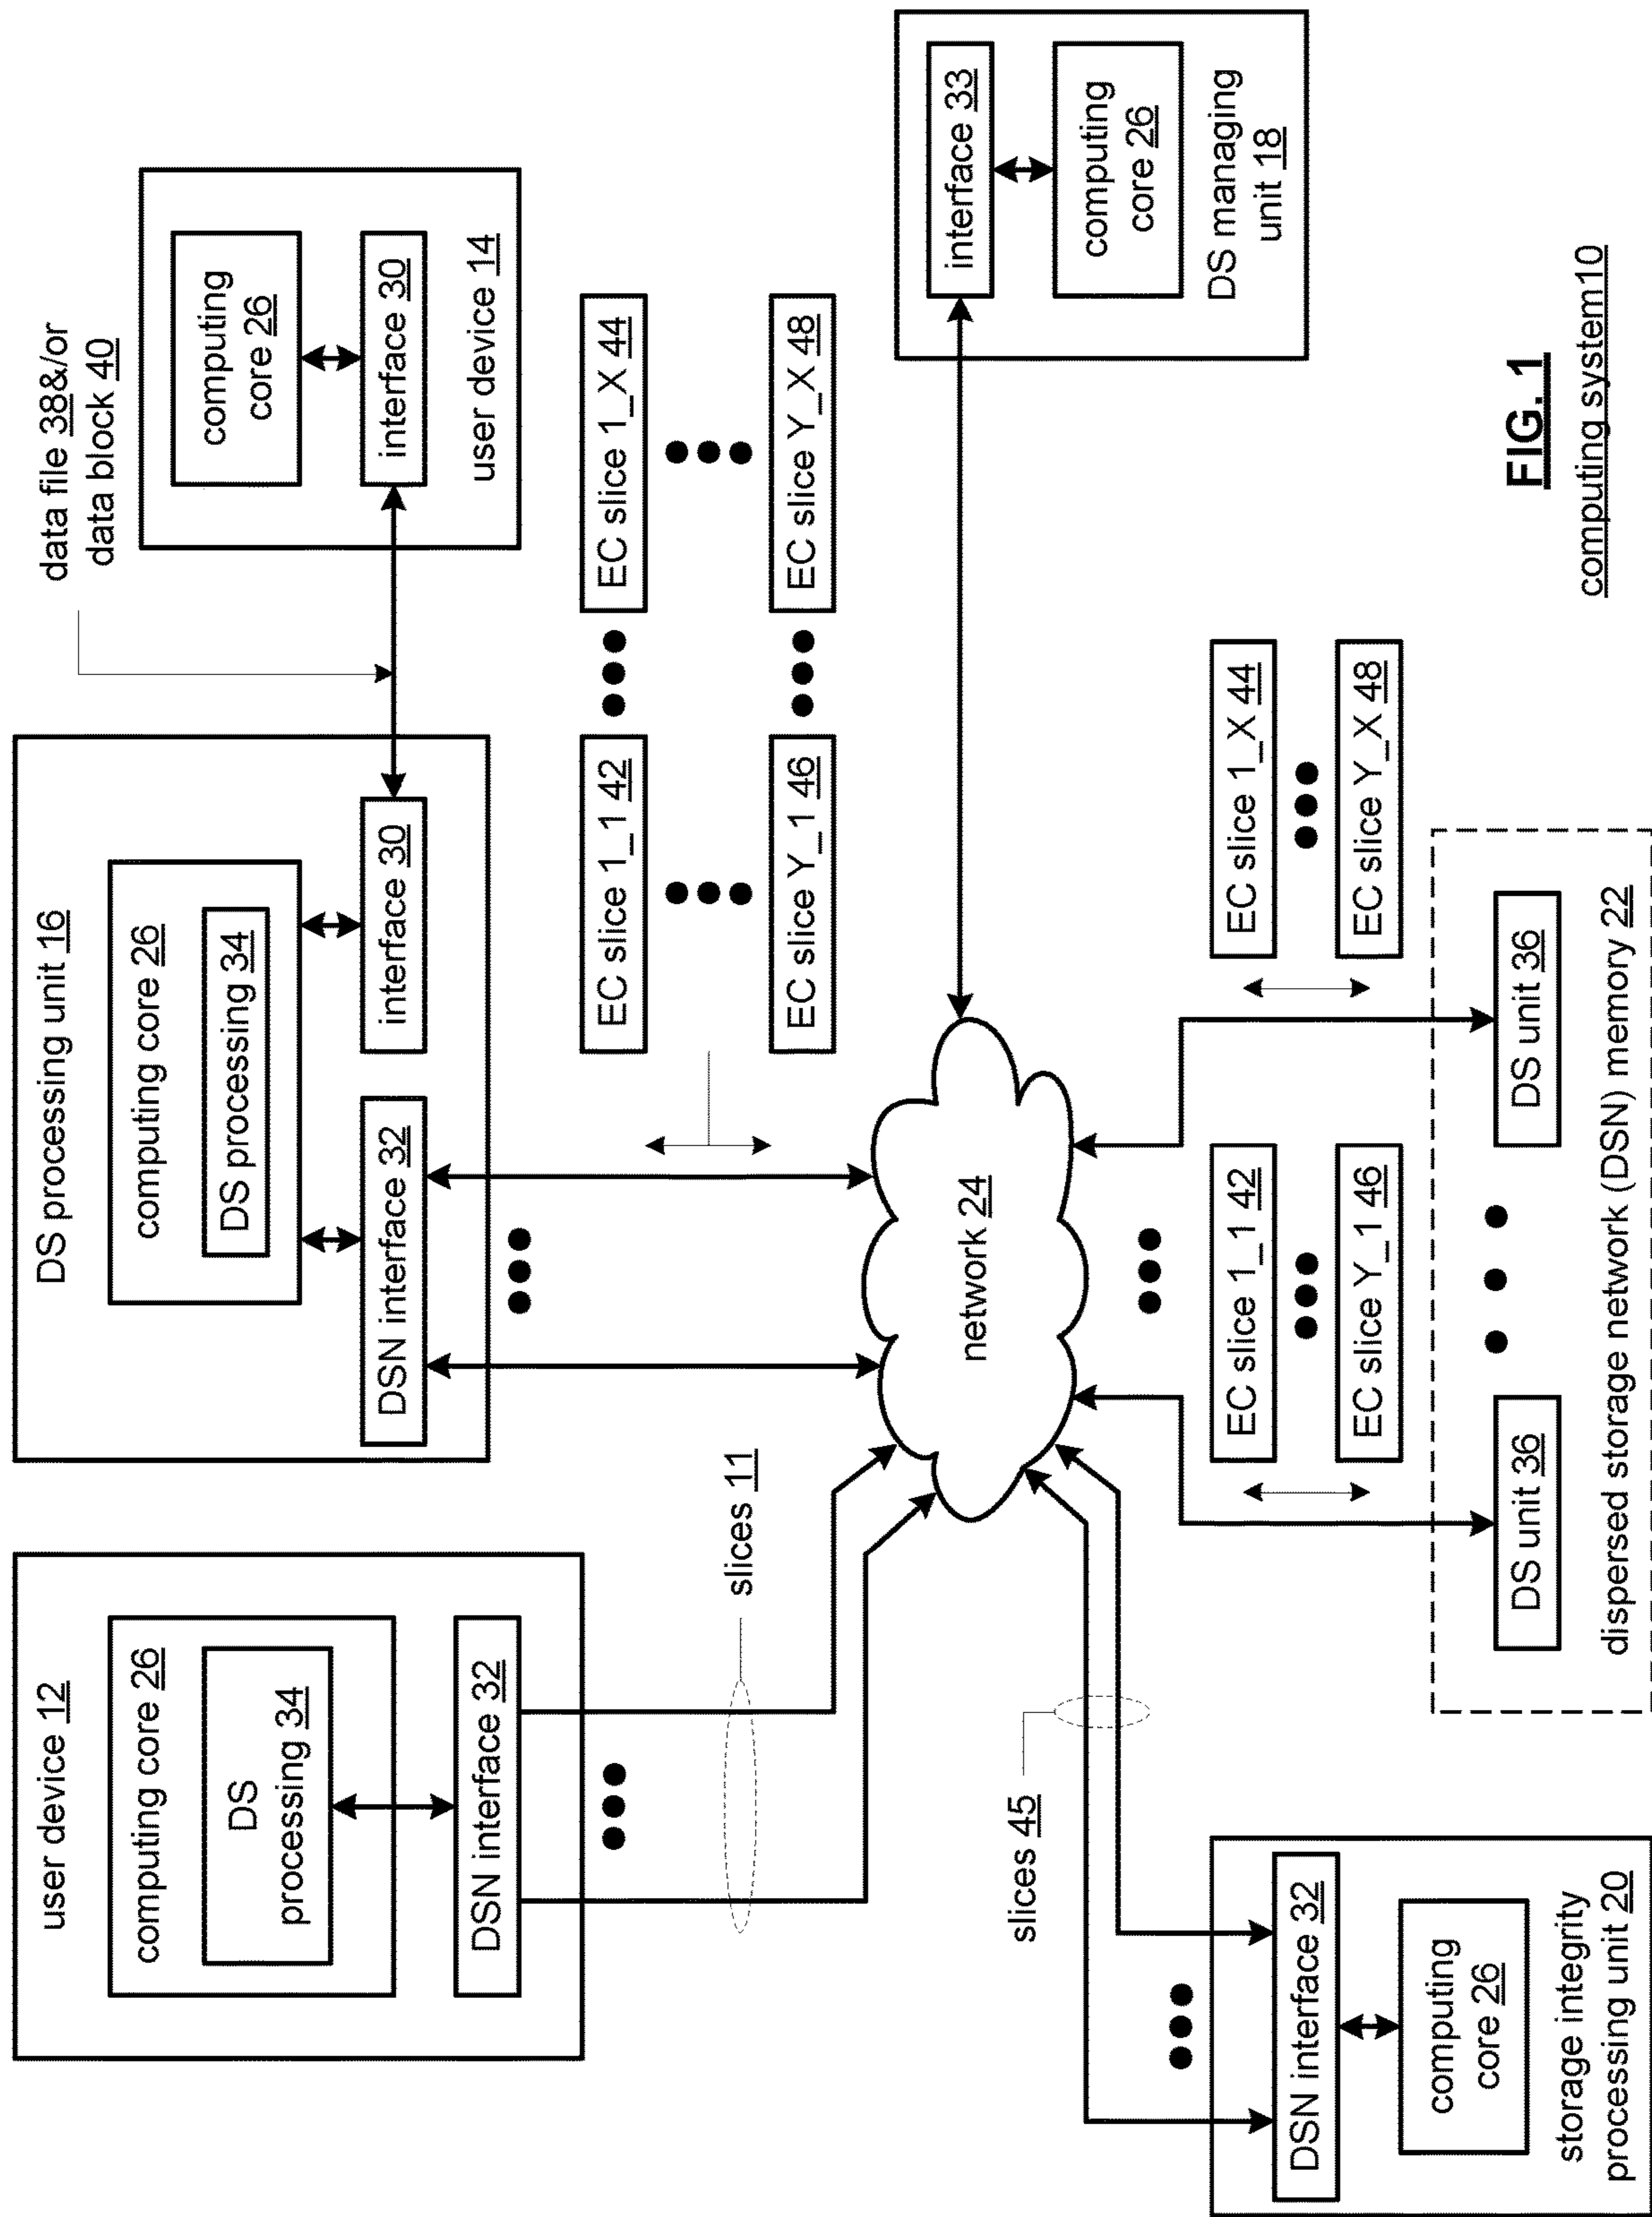 user device 12
computing core 26
DS
processing 34
DSN interface 32
slices 11
DS processing unit 16
computing core 26
DS processing 34
DSN interface 32
interface 30
data file 38&/or
data block 40
computing
core 26
interface 30
user device 14
EC slice 1_1 42
EC slice 1_X 44
EC slice Y_1 46
EC slice Y_X 48
network 24
interface 33
computing
core 26
DS managing
unit 18
slices 45
DSN interface 32
computing
core 26
storage integrity
processing unit 20
EC slice 1_1 42
EC slice Y_1 46
EC slice 1_X 44
EC slice Y_X 48
DS unit 36
DS unit 36
dispersed storage network (DSN) memory 22
FIG. 1
computing system10